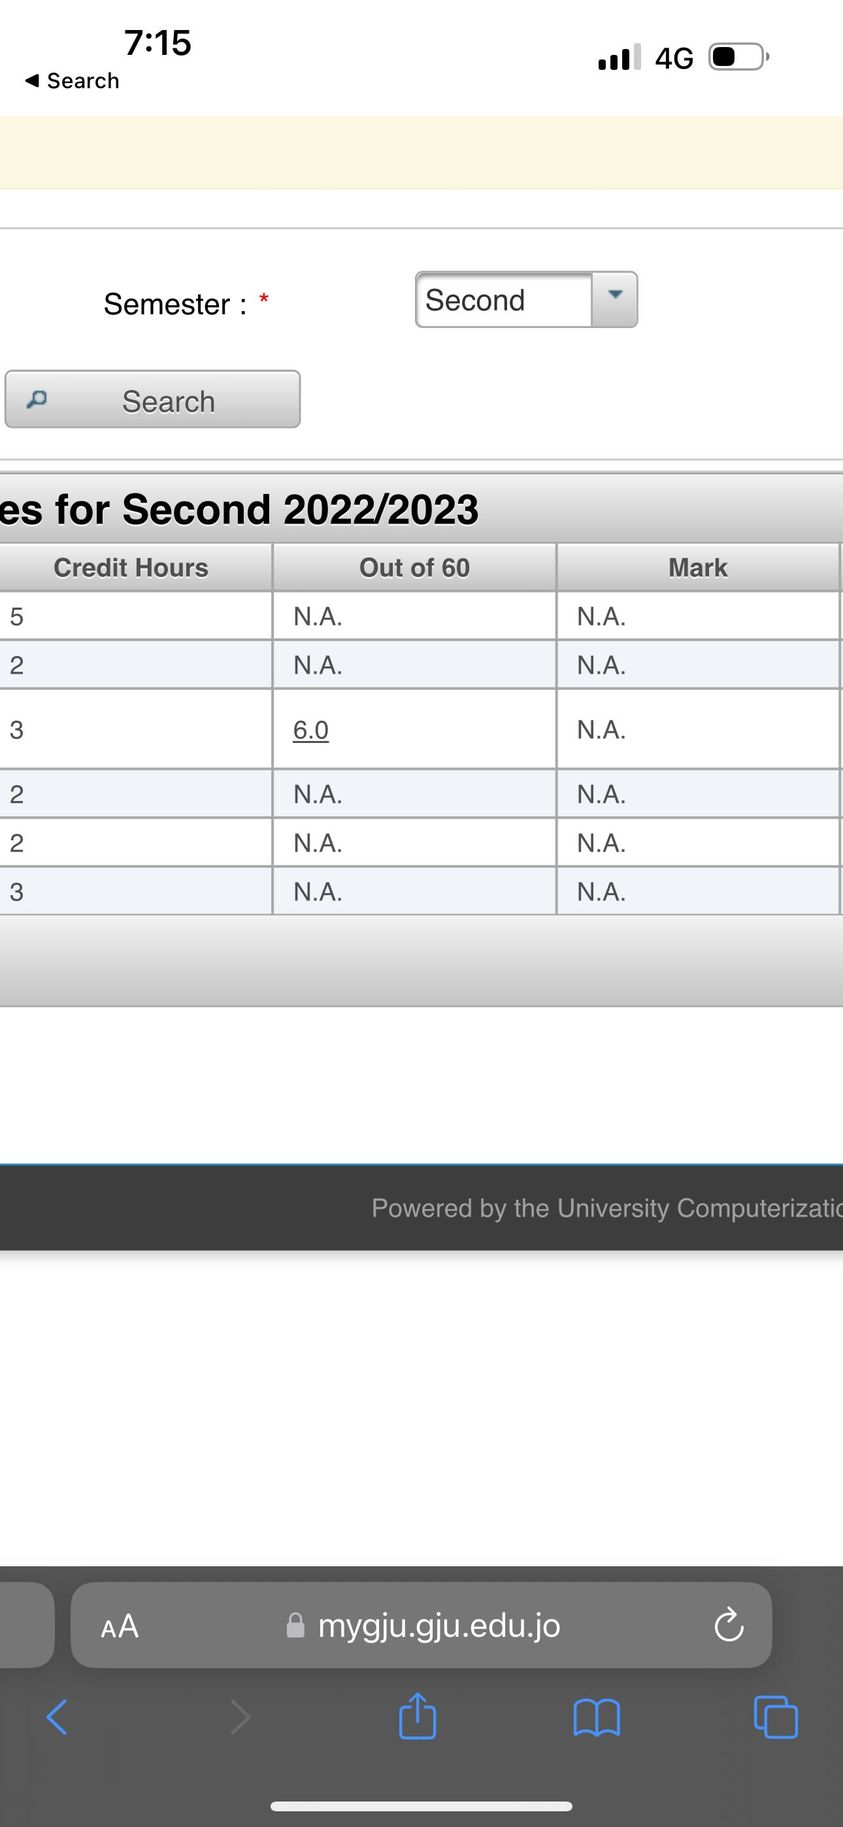 7:15
4G
◀ Search
Semester : *
Second
Search
es for Second 2022/2023
Credit Hours Out of 60 Mark
5 N.A. N.A.
2 N.A. N.A.
3 6.0 N.A.
2 N.A. N.A.
2 N.A. N.A.
3 N.A. N.A.
Powered by the University Computerizatio
AA mygju.gju.edu.jo